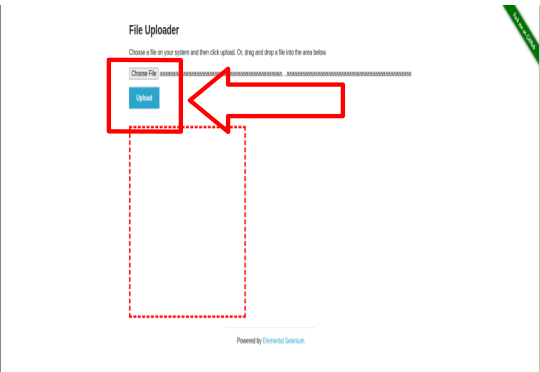 File Uploader
Choose a file on your system and then click upload. Or, drag and drop a file into the area below.
Choose File
Upload
Powered by Elemental Selenium
Fork me on GitHub